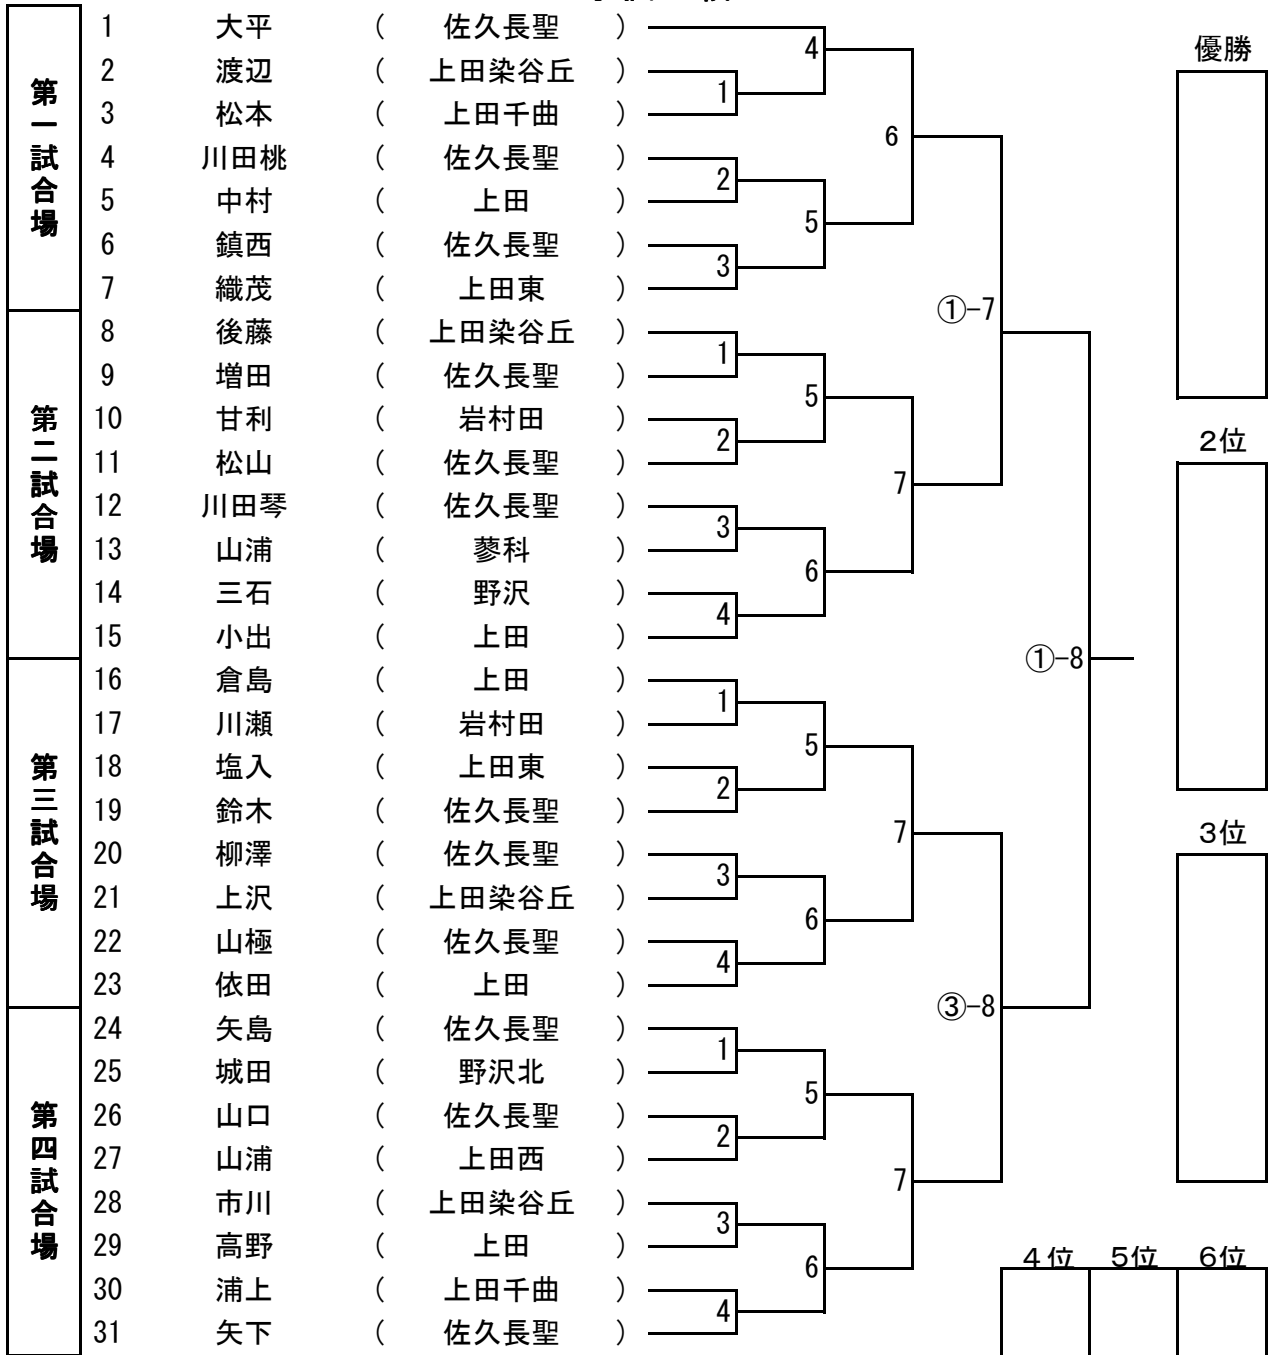 第一試合場
1 大平 ( 佐久長聖 )
2 渡辺 ( 上田染谷丘 )
3 松本 ( 上田千曲 )
4 川田桃 ( 佐久長聖 )
5 中村 ( 上田 )
6 鎮西 ( 佐久長聖 )
7 織茂 ( 上田東 )
第二試合場
8 後藤 ( 上田染谷丘 )
9 増田 ( 佐久長聖 )
10 甘利 ( 岩村田 )
11 松山 ( 佐久長聖 )
12 川田琴 ( 佐久長聖 )
13 山浦 ( 蓼科 )
14 三石 ( 野沢 )
15 小出 ( 上田 )
第三試合場
16 倉島 ( 上田 )
17 川瀬 ( 岩村田 )
18 塩入 ( 上田東 )
19 鈴木 ( 佐久長聖 )
20 柳澤 ( 佐久長聖 )
21 上沢 ( 上田染谷丘 )
22 山極 ( 佐久長聖 )
23 依田 ( 上田 )
第四試合場
24 矢島 ( 佐久長聖 )
25 城田 ( 野沢北 )
26 山口 ( 佐久長聖 )
27 山浦 ( 上田西 )
28 市川 ( 上田染谷丘 )
29 高野 ( 上田 )
30 浦上 ( 上田千曲 )
31 矢下 ( 佐久長聖 )
1
2
3
4
5
6
1
2
3
4
5
6
7
①-7
1
2
3
4
5
6
7
1
2
3
4
5
6
7
③-8
①-8
優勝
2位
3位
4位 5位 6位